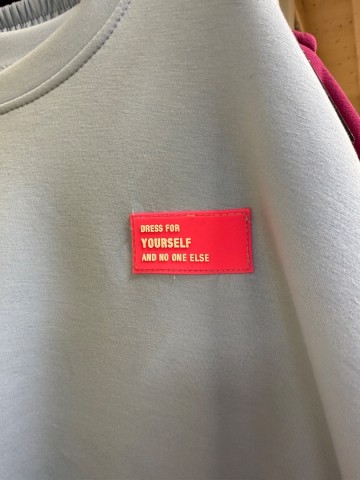 DRESS FOR
YOURSELF
AND NO ONE ELSE